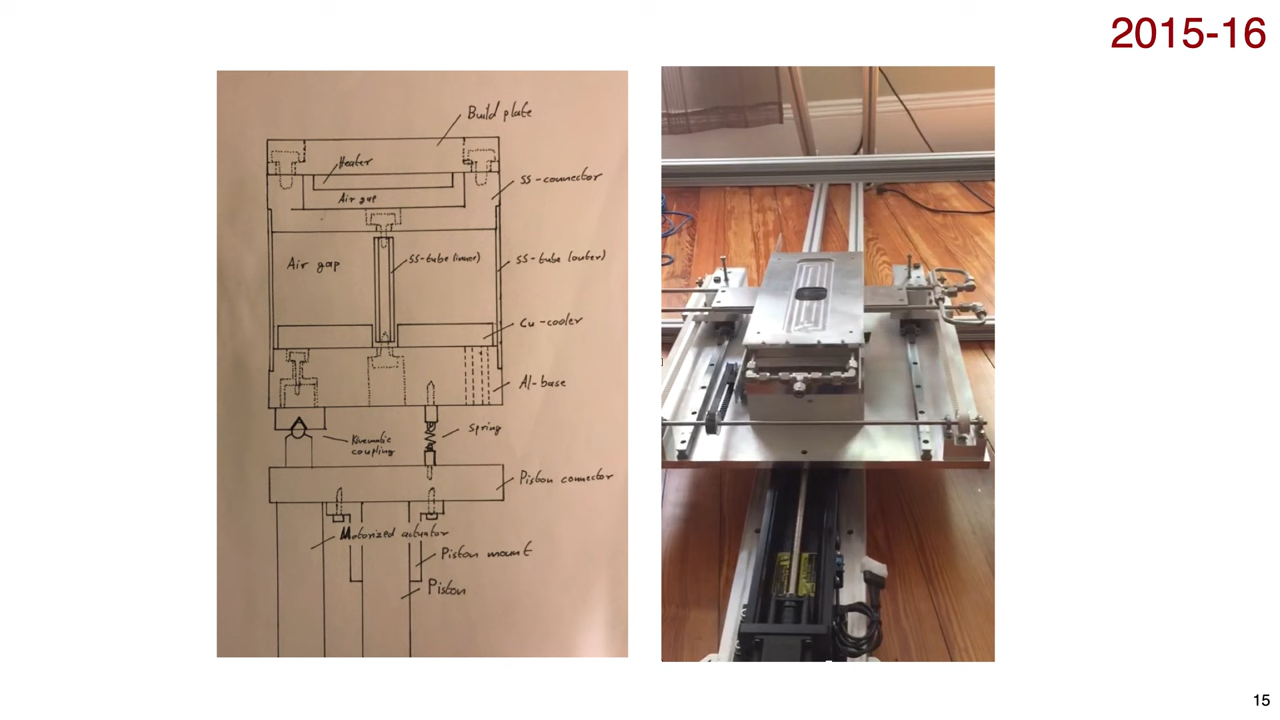 2015-16
Build plate
Heater
SS-connector
Air gap
Air gap
SS-tube (inner)
SS-tube (outer)
Cu-cooler
Al-base
Spring
Kinematic
coupling
Piston connector
Motorized actuator
Piston mount
Piston
15